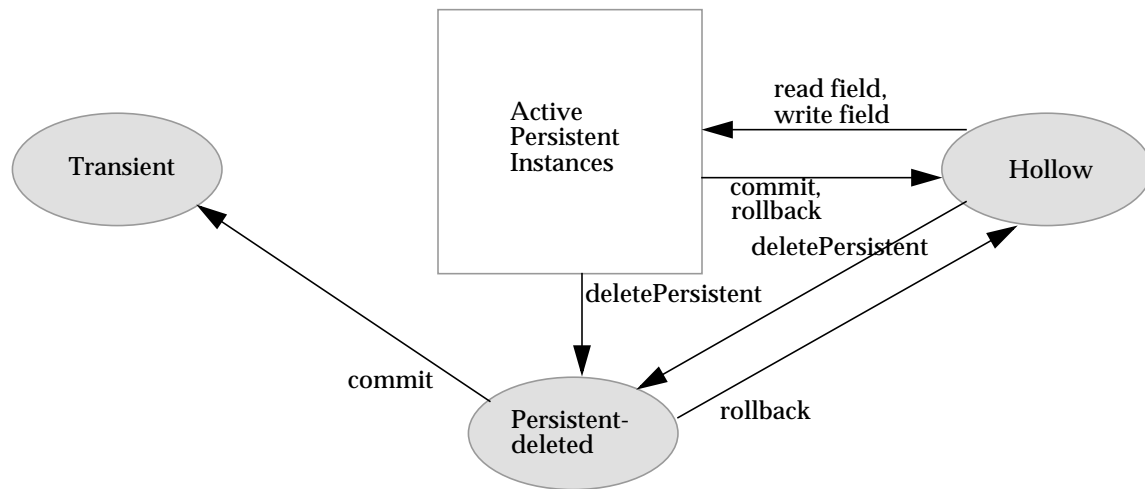 read field,
write field
Active
Persistent
Instances
Transient
Hollow
commit,
rollback
deletePersistent
deletePersistent
commit
rollback
Persistent-
deleted